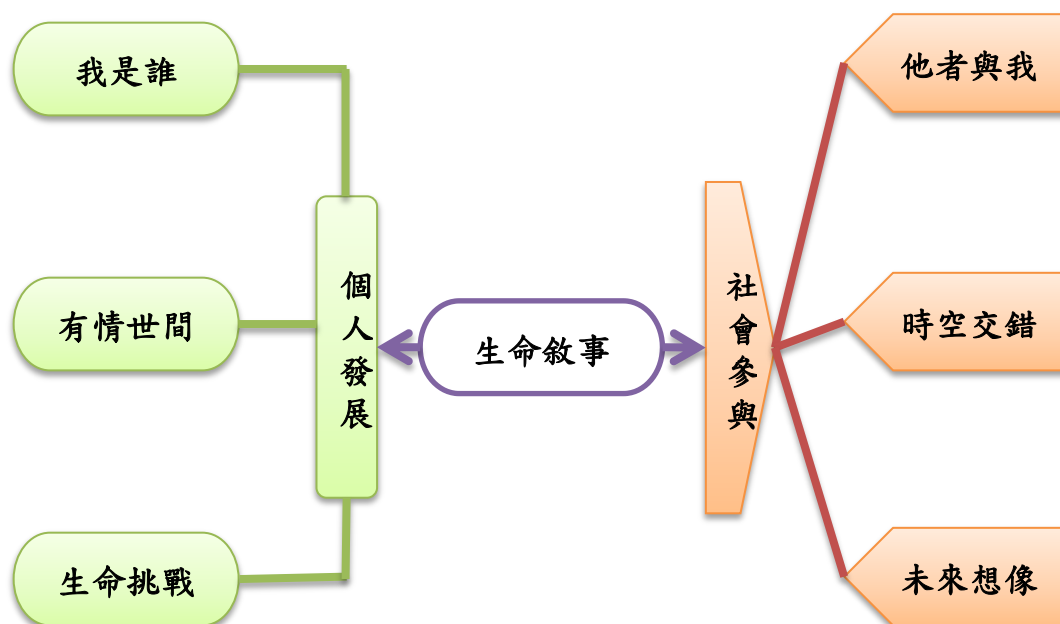 我是誰
有情世間
生命挑戰
個人發展
生命敘事
社會參與
他者與我
時空交錯
未來想像